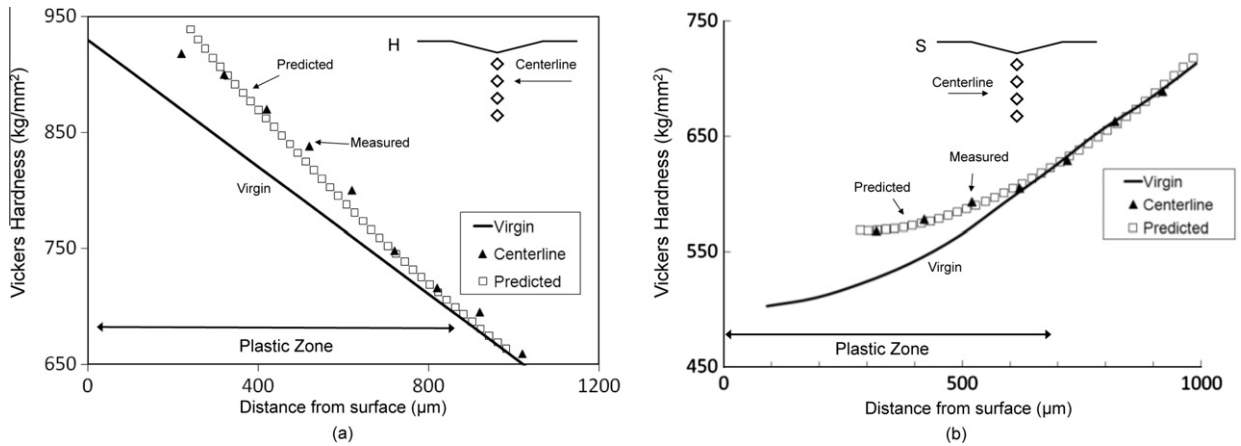 950
850
750
650
Vickers Hardness (kg/mm²)
H
Centerline
Predicted
Measured
Virgin
Virgin
Centerline
Predicted
Plastic Zone
0
400
800
1200
Distance from surface (µm)
(a)
750
650
550
450
Vickers Hardness (kg/mm²)
S
Centerline
Measured
Predicted
Virgin
Virgin
Centerline
Predicted
Plastic Zone
0
500
1000
Distance from surface (µm)
(b)